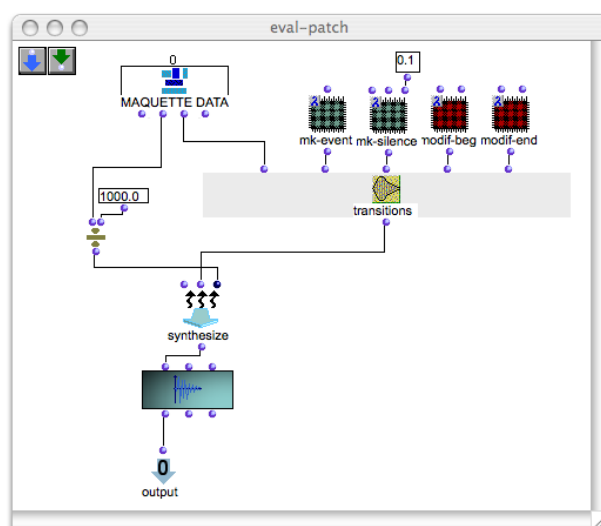 eval-patch
0
0.1
MAQUETTE DATA
mk-event
mk-silence
modif-beg
modif-end
1000.0
transitions
synthesize
0
output